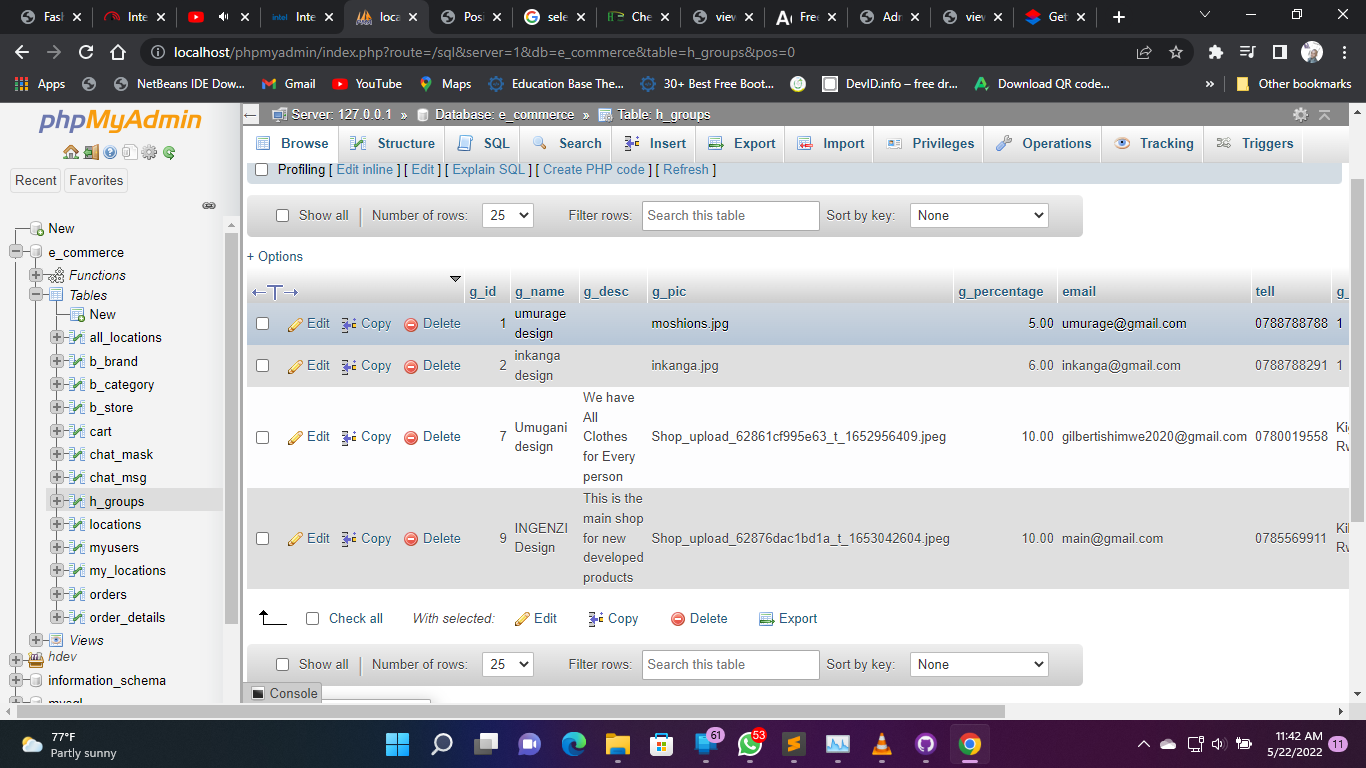 Fash
Inte
Inte
loca
Posi
sele
Che
view
Free
Adr
view
Get
localhost/phpmyadmin/index.php?route=/sql&server=1&db=e_commerce&table=h_groups&pos=0
Apps
NetBeans IDE Dow...
Gmail
YouTube
Maps
Education Base The...
30+ Best Free Boot...
DevID.info – free dr...
Download QR code...
»
Other bookmarks
phpMyAdmin
Recent
Favorites
New
e_commerce
Functions
Tables
New
all_locations
b_brand
b_category
b_store
cart
chat_mask
chat_msg
h_groups
locations
myusers
my_locations
orders
order_details
Views
hdev
information_schema
Server: 127.0.0.1 » Database: e_commerce » Table: h_groups
Browse
Structure
SQL
Search
Insert
Export
Import
Privileges
Operations
Tracking
Triggers
Profiling [ Edit inline ] [ Edit ] [ Explain SQL ] [ Create PHP code ] [ Refresh ]
Show all
Number of rows:
25
Filter rows:
Search this table
Sort by key:
None
+ Options
g_id
g_name
g_desc
g_pic
g_percentage
email
tell
g_
Edit
Copy
Delete
1
umurage
design
moshions.jpg
5.00
umurage@gmail.com
0788788788
1
Edit
Copy
Delete
2
inkanga
design
inkanga.jpg
6.00
inkanga@gmail.com
0788788291
1
Edit
Copy
Delete
7
Umugani
design
We have
All
Clothes
for Every
person
Shop_upload_62861cf995e63_t_1652956409.jpeg
10.00
gilbertishimwe2020@gmail.com
0780019558
Edit
Copy
Delete
9
INGENZI
Design
This is the
main shop
for new
developed
products
Shop_upload_62876dac1bd1a_t_1653042604.jpeg
10.00
main@gmail.com
0785569911
Check all
With selected:
Edit
Copy
Delete
Export
Show all
Number of rows:
25
Filter rows:
Search this table
Sort by key:
None
Console
77°F
Partly sunny
61
53
11:42 AM
5/22/2022
11